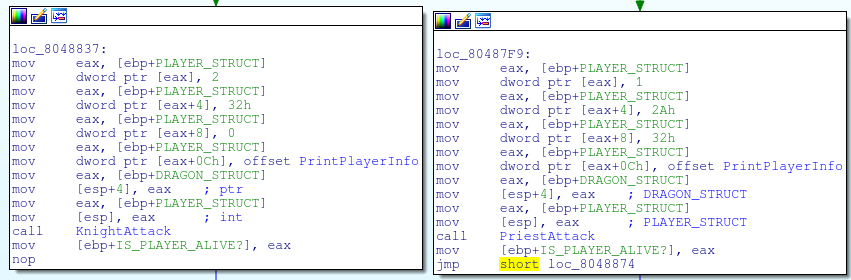 loc_8048837:
mov eax, [ebp+PLAYER_STRUCT]
mov dword ptr [eax], 2
mov eax, [ebp+PLAYER_STRUCT]
mov dword ptr [eax+4], 32h
mov eax, [ebp+PLAYER_STRUCT]
mov dword ptr [eax+8], 0
mov eax, [ebp+PLAYER_STRUCT]
mov dword ptr [eax+0Ch], offset PrintPlayerInfo
mov eax, [ebp+DRAGON_STRUCT]
mov [esp+4], eax ; ptr
mov eax, [ebp+PLAYER_STRUCT]
mov [esp], eax ; int
call KnightAttack
mov [ebp+IS_PLAYER_ALIVE?], eax
nop
loc_80487F9:
mov eax, [ebp+PLAYER_STRUCT]
mov dword ptr [eax], 1
mov eax, [ebp+PLAYER_STRUCT]
mov dword ptr [eax+4], 2Ah
mov eax, [ebp+PLAYER_STRUCT]
mov dword ptr [eax+8], 32h
mov eax, [ebp+PLAYER_STRUCT]
mov dword ptr [eax+0Ch], offset PrintPlayerInfo
mov eax, [ebp+DRAGON_STRUCT]
mov [esp+4], eax ; DRAGON_STRUCT
mov eax, [ebp+PLAYER_STRUCT]
mov [esp], eax ; PLAYER_STRUCT
call PriestAttack
mov [ebp+IS_PLAYER_ALIVE?], eax
jmp short loc_8048874